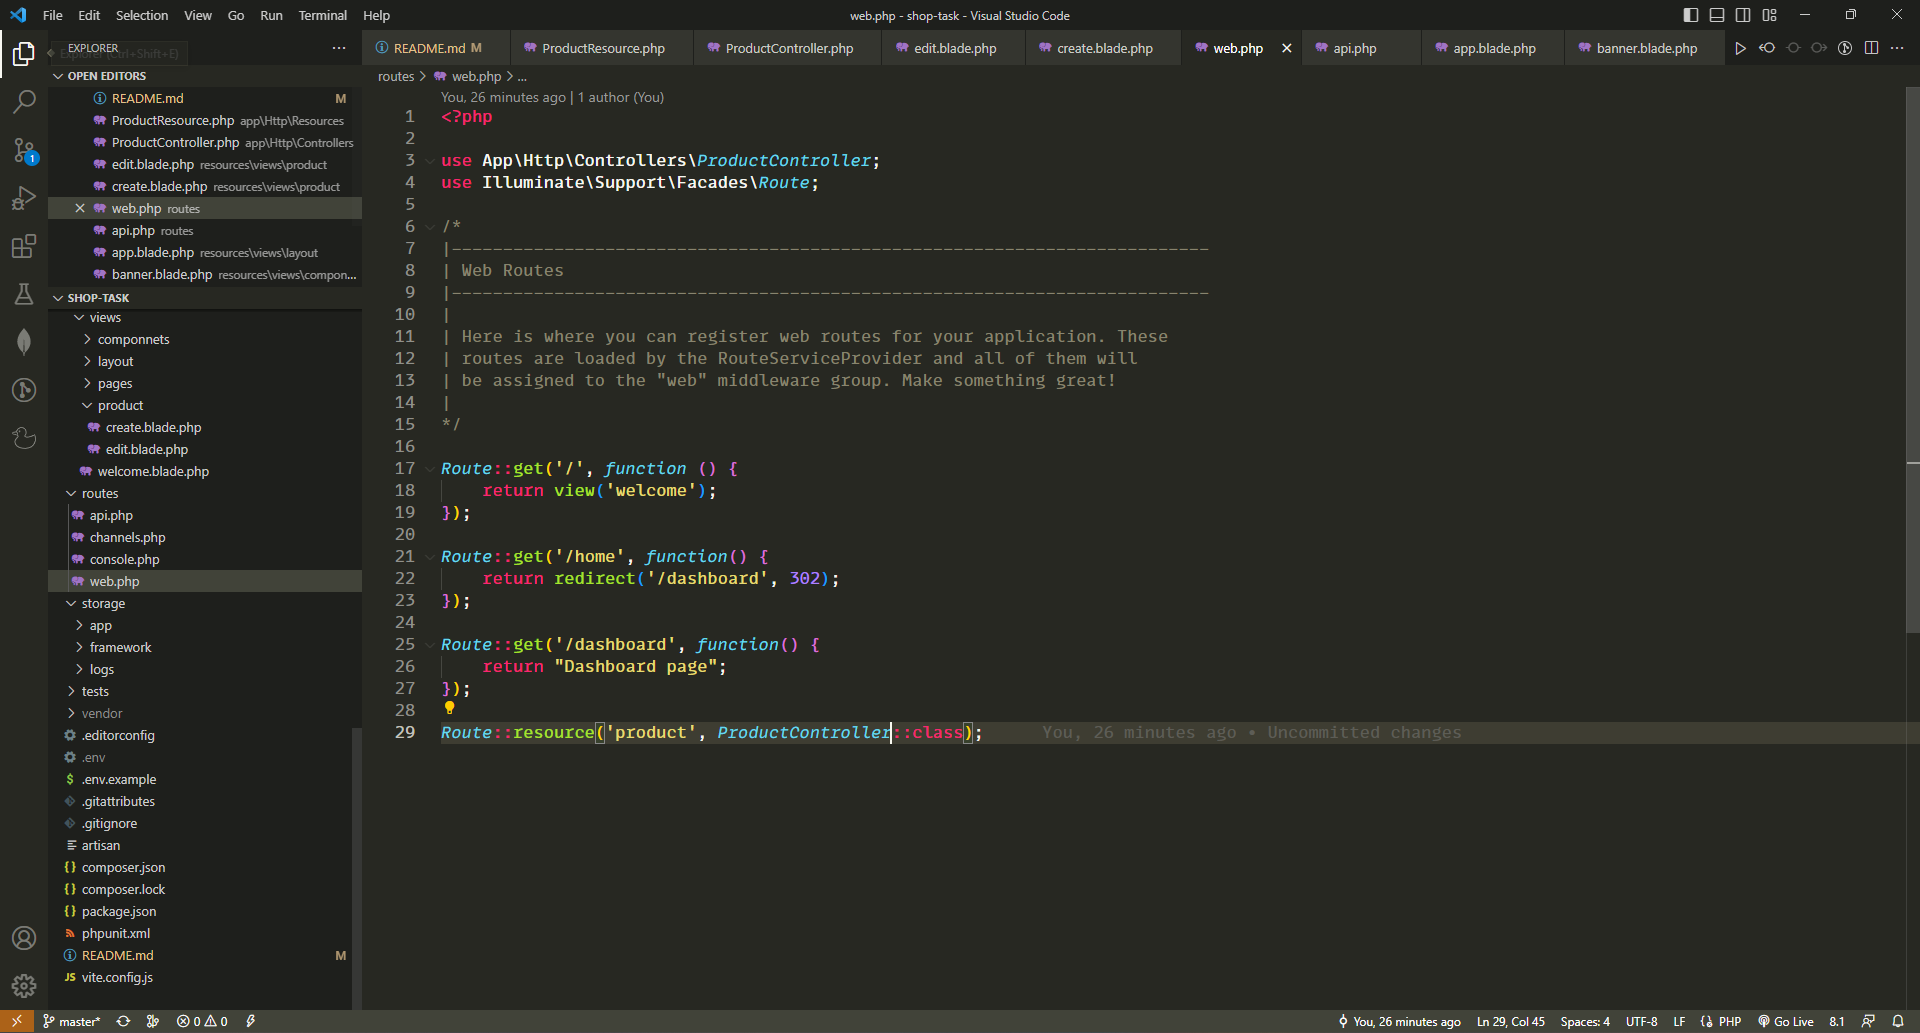 File Edit Selection View Go Run Terminal Help
web.php - shop-task - Visual Studio Code
EXPLORER
Explorer (Ctrl+Shift+E)
OPEN EDITORS
README.md M
ProductResource.php app\Http\Resources
ProductController.php app\Http\Controllers
edit.blade.php resources\views\product
create.blade.php resources\views\product
web.php routes
api.php routes
app.blade.php resources\views\layout
banner.blade.php resources\views\compon...
SHOP-TASK
views
componnets
layout
pages
product
create.blade.php
edit.blade.php
welcome.blade.php
routes
api.php
channels.php
console.php
web.php
storage
app
framework
logs
tests
vendor
.editorconfig
.env
.env.example
.gitattributes
.gitignore
artisan
composer.json
composer.lock
package.json
phpunit.xml
README.md M
vite.config.js
README.md M ProductResource.php ProductController.php edit.blade.php create.blade.php web.php api.php app.blade.php banner.blade.php
routes > web.php > ...
You, 26 minutes ago | 1 author (You)
1 <?php
2
3 use App\Http\Controllers\ProductController;
4 use Illuminate\Support\Facades\Route;
5
6 /*
7 |--------------------------------------------------------------------------
8 | Web Routes
9 |--------------------------------------------------------------------------
10 |
11 | Here is where you can register web routes for your application. These
12 | routes are loaded by the RouteServiceProvider and all of them will
13 | be assigned to the "web" middleware group. Make something great!
14 |
15 */
16
17 Route::get('/', function () {
18 return view('welcome');
19 });
20
21 Route::get('/home', function() {
22 return redirect('/dashboard', 302);
23 });
24
25 Route::get('/dashboard', function() {
26 return "Dashboard page";
27 });
28
29 Route::resource('product', ProductController::class); You, 26 minutes ago • Uncommitted changes
1
master* 0 0
You, 26 minutes ago Ln 29, Col 45 Spaces: 4 UTF-8 LF PHP Go Live 8.1